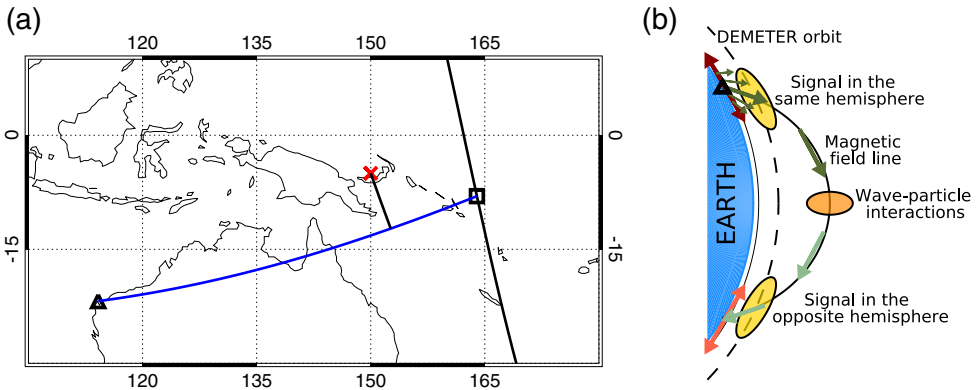 (a)
120 135 150 165
0 0
-15 -15
120 135 150 165
(b)
DEMETER orbit
Signal in the
same hemisphere
Magnetic
field line
EARTH
Wave-particle
interactions
Signal in the
opposite hemisphere